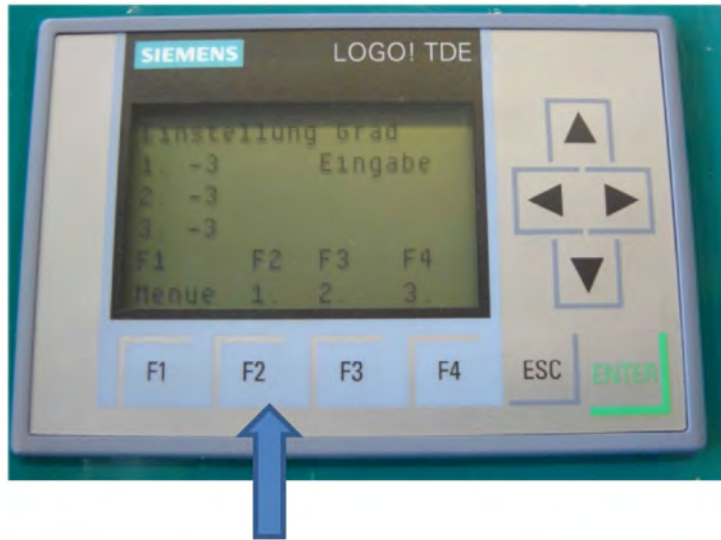 SIEMENS LOGO! TDE
Einstellung Grad
1. -3 Eingabe
2. -3
3. -3
F1 F2 F3 F4
Menue 1. 2. 3.
F1 F2 F3 F4 ESC ENTER